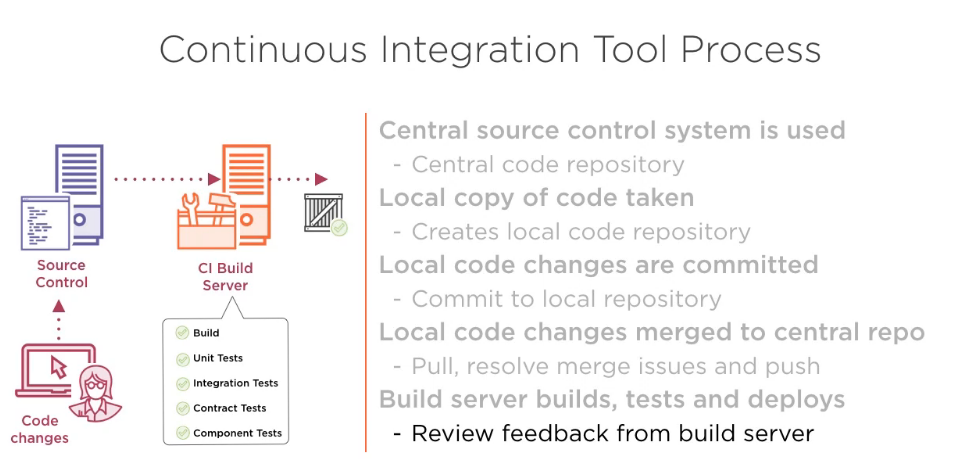 Continuous Integration Tool Process
Source
Control
CI Build
Server
Build
Unit Tests
Integration Tests
Contract Tests
Component Tests
Code
changes
Central source control system is used
- Central code repository
Local copy of code taken
- Creates local code repository
Local code changes are committed
- Commit to local repository
Local code changes merged to central repo
- Pull, resolve merge issues and push
Build server builds, tests and deploys
- Review feedback from build server